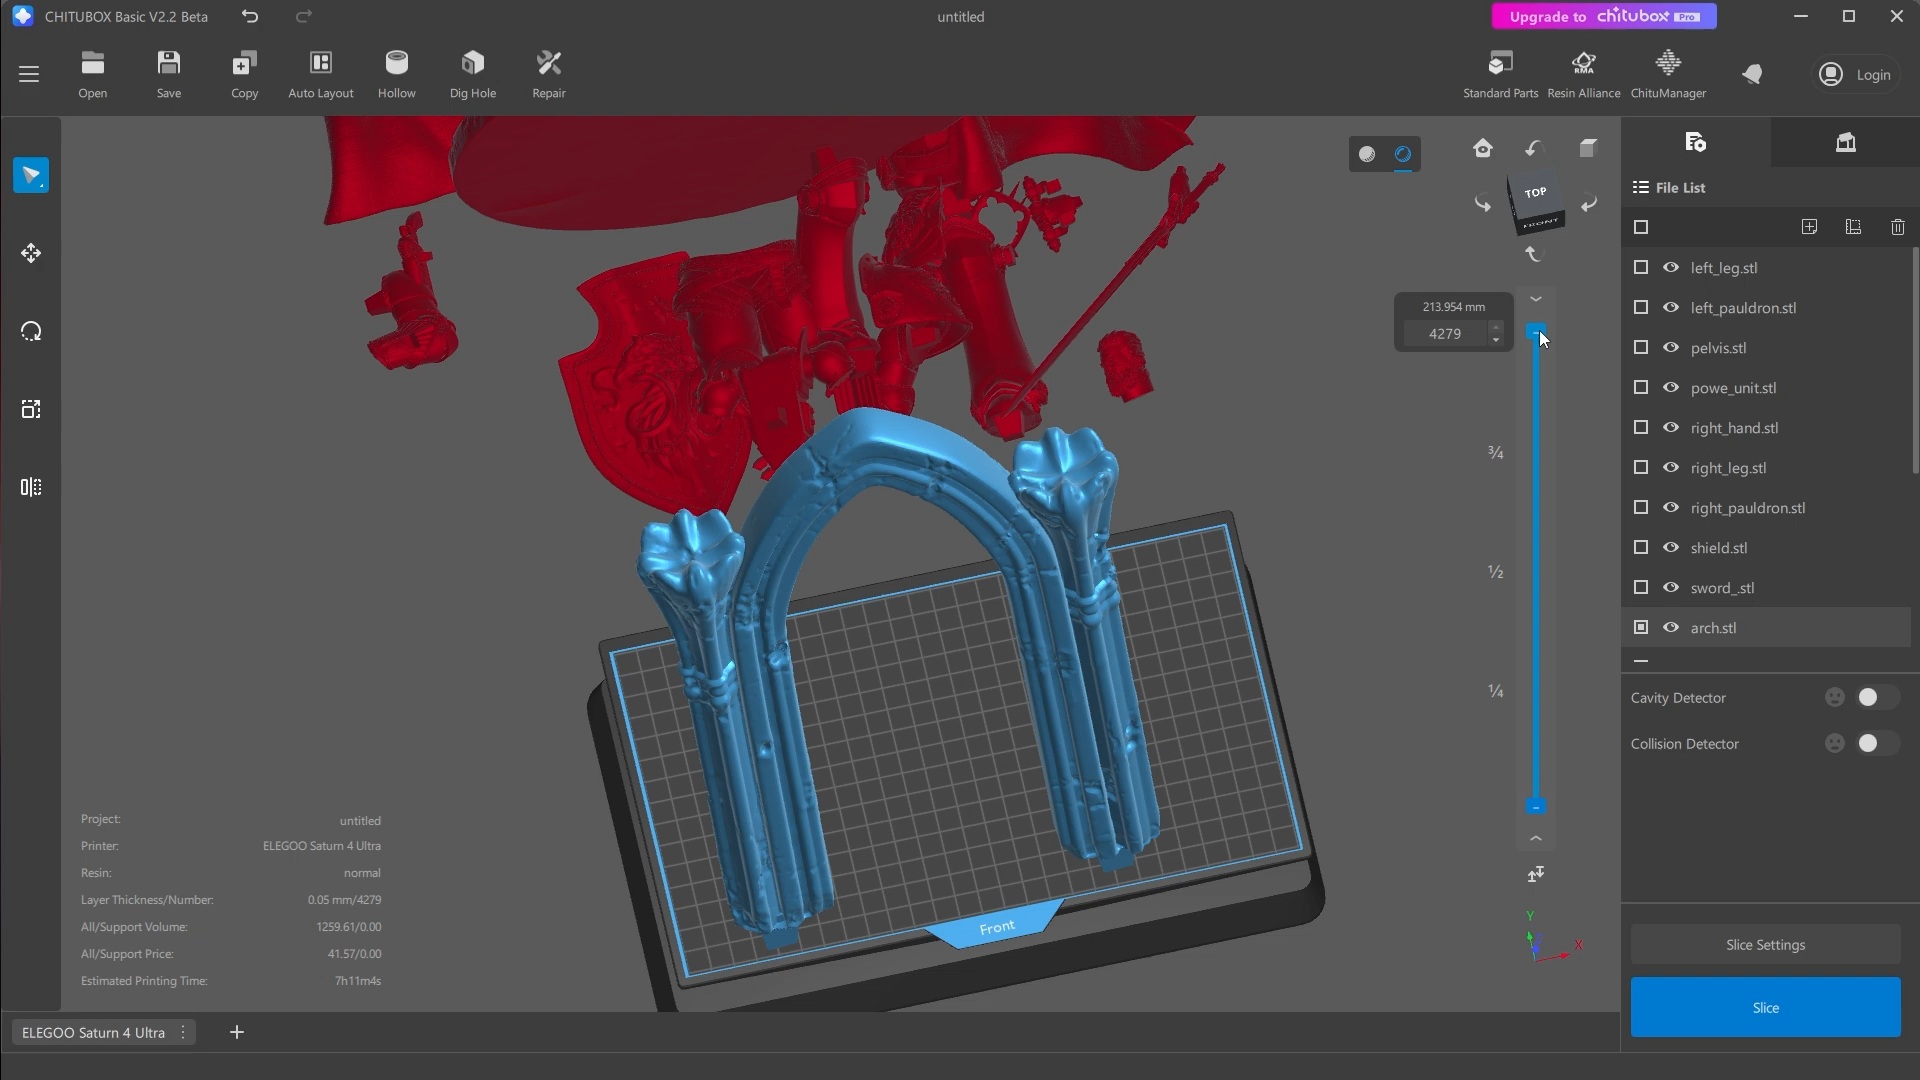 CHITUBOX Basic V2.2 Beta
untitled
Upgrade to chitubox Pro
Open
Save
Copy
Auto Layout
Hollow
Dig Hole
Repair
Standard Parts
RMA
Resin Alliance
ChituManager
Login
TOP
FRONT
213.954 mm
4279
¾
½
¼
Y
X
Front
Project: untitled
Printer: ELEGOO Saturn 4 Ultra
Resin: normal
Layer Thickness/Number: 0.05 mm/4279
All/Support Volume: 1259.61/0.00
All/Support Price: 41.57/0.00
Estimated Printing Time: 7h11m4s
ELEGOO Saturn 4 Ultra
File List
left_leg.stl
left_pauldron.stl
pelvis.stl
powe_unit.stl
right_hand.stl
right_leg.stl
right_pauldron.stl
shield.stl
sword_.stl
arch.stl
Cavity Detector
Collision Detector
Slice Settings
Slice